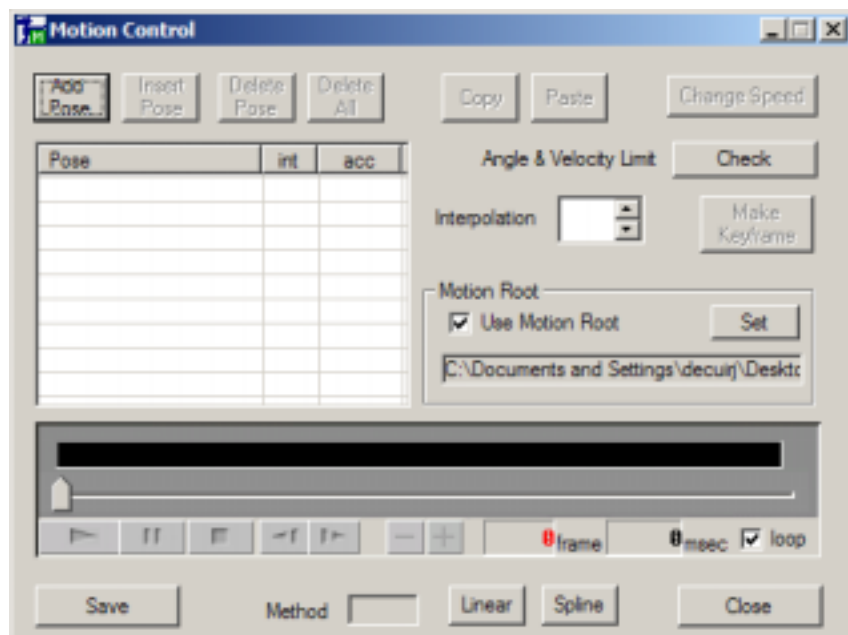 Motion Control
Add Pose... Insert Pose Delete Pose Delete All Copy Paste Change Speed
Pose int acc
Angle & Velocity Limit Check
Interpolation Make Keyframe
Motion Root
Use Motion Root Set
C:\Documents and Settings\decuirj\Deskto
0 frame 0 msec loop
Save Method Linear Spline Close